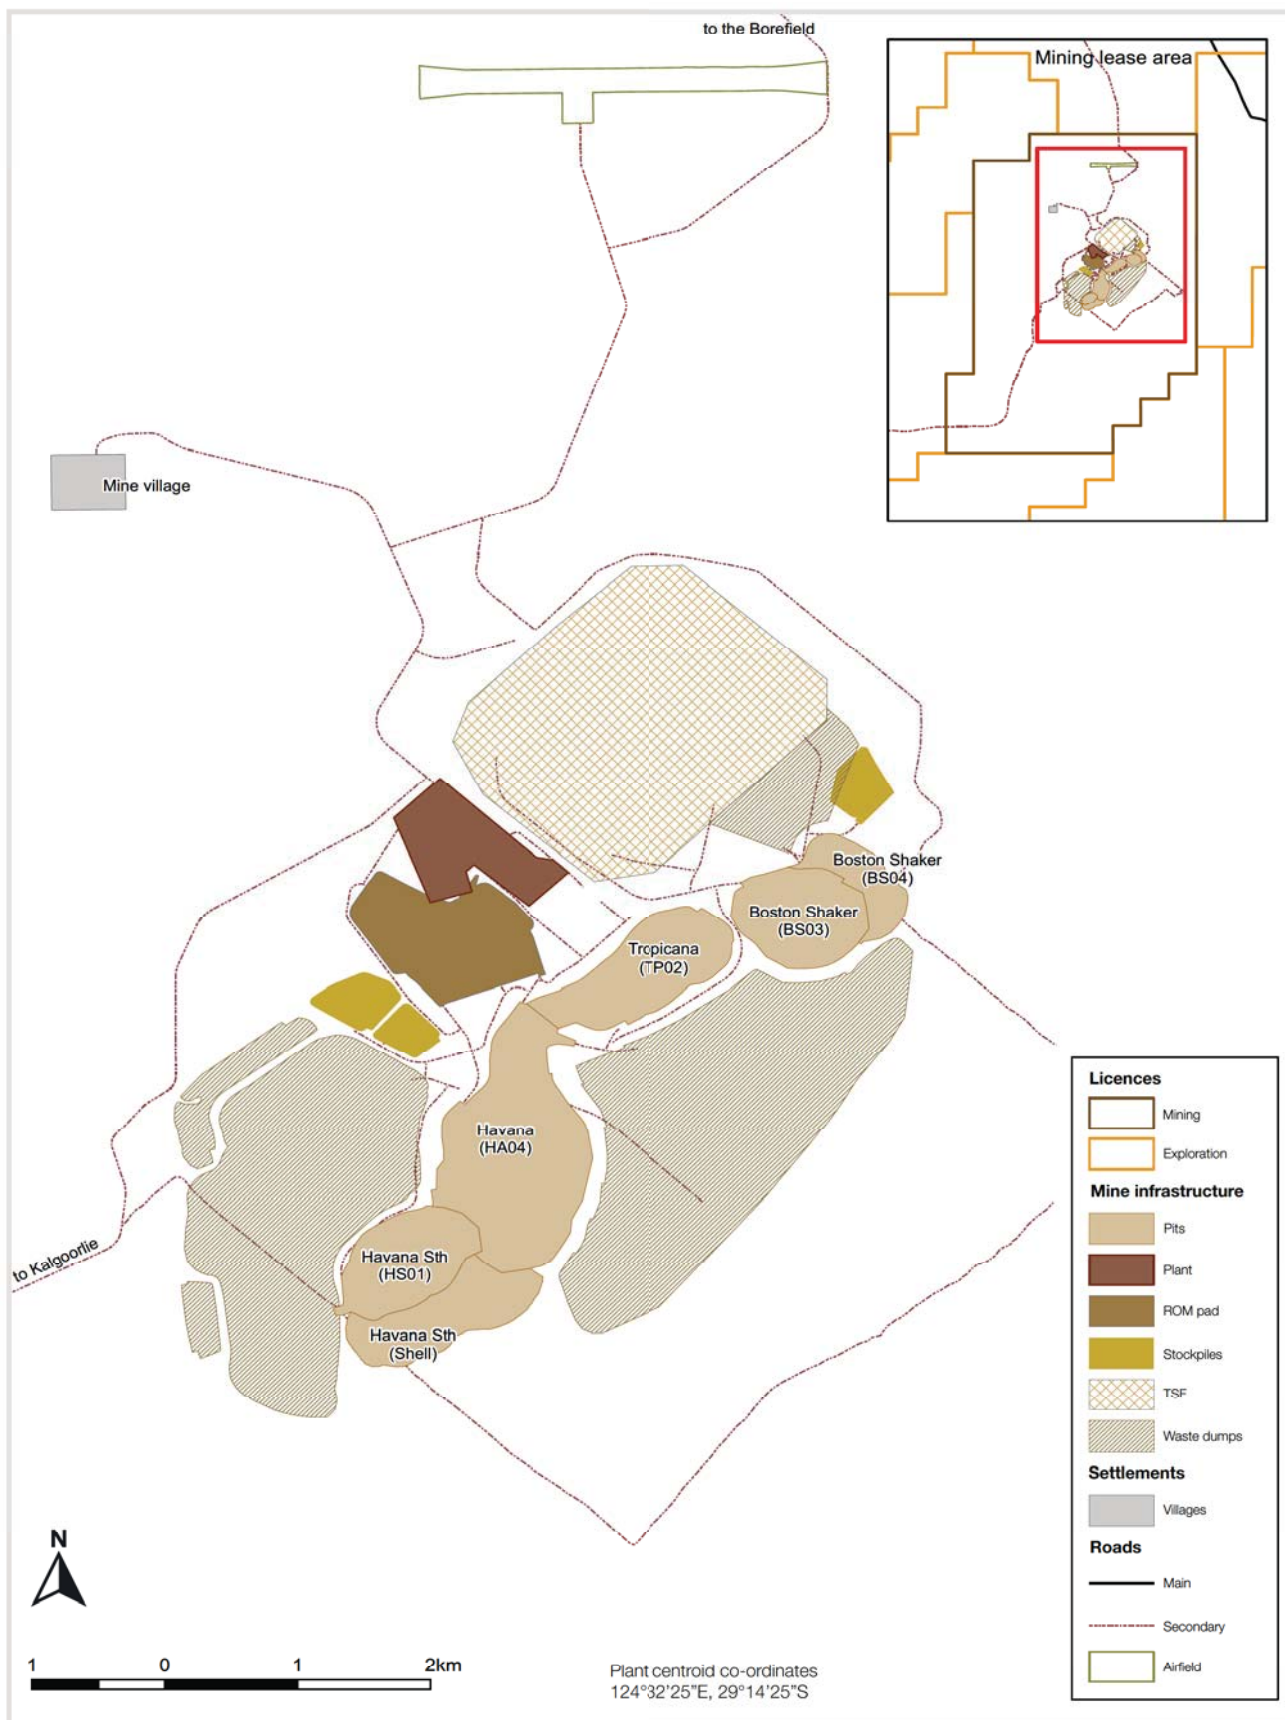 to the Borefield
Mining lease area
Mine village
Boston Shaker
(BS04)
Boston Shaker
(BS03)
Tropicana
(TP02)
Havana
(HA04)
Havana Sth
(HS01)
Havana Sth
(Shell)
to Kalgoorlie
Licences
Mining
Exploration
Mine infrastructure
Pits
Plant
ROM pad
Stockpiles
TSF
Waste dumps
Settlements
Villages
Roads
Main
Secondary
Airfield
N
1 0 1 2km
Plant centroid co-ordinates
124°32'25"E, 29°14'25"S